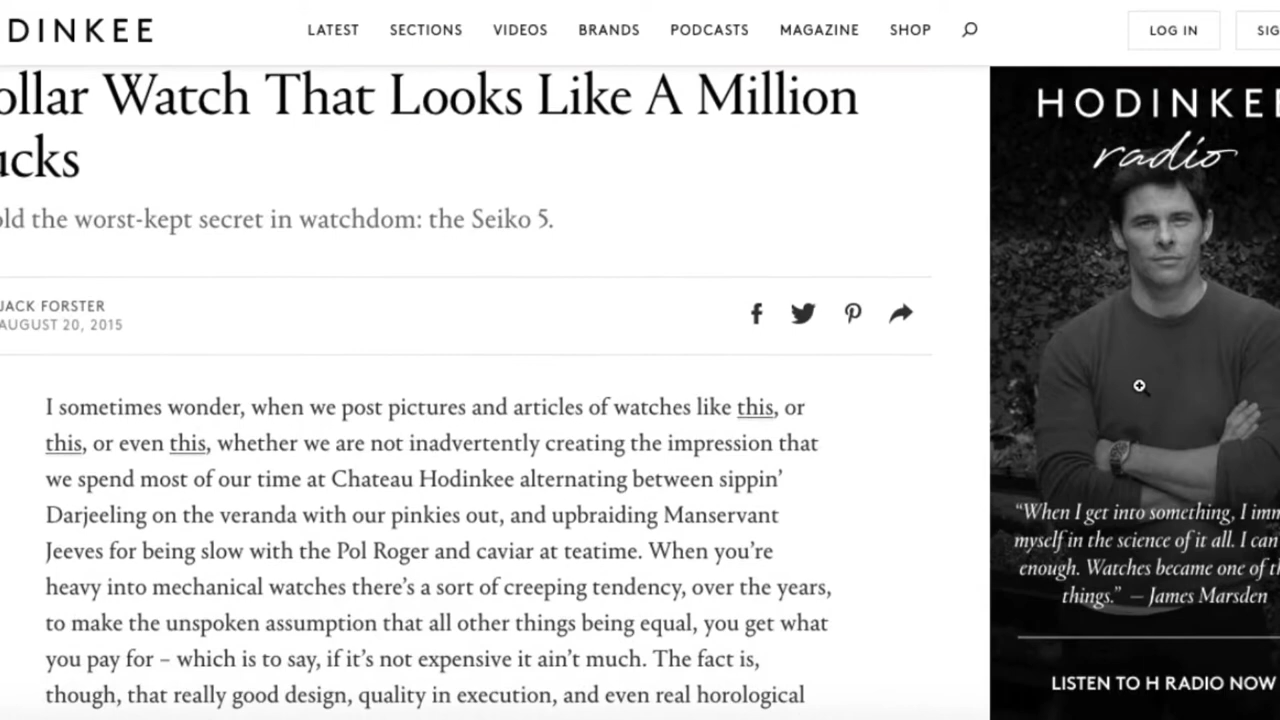 DINKEE
LATEST SECTIONS VIDEOS BRANDS PODCASTS MAGAZINE SHOP
LOG IN
SIG
ollar Watch That Looks Like A Million
ucks
old the worst-kept secret in watchdom: the Seiko 5.
JACK FORSTER
AUGUST 20, 2015
I sometimes wonder, when we post pictures and articles of watches like this, or
this, or even this, whether we are not inadvertently creating the impression that
we spend most of our time at Chateau Hodinkee alternating between sippin’
Darjeeling on the veranda with our pinkies out, and upbraiding Manservant
Jeeves for being slow with the Pol Roger and caviar at teatime. When you’re
heavy into mechanical watches there’s a sort of creeping tendency, over the years,
to make the unspoken assumption that all other things being equal, you get what
you pay for – which is to say, if it’s not expensive it ain’t much. The fact is,
though, that really good design, quality in execution, and even real horological
HODINKEE
radio
“When I get into something, I imm
myself in the science of it all. I can
enough. Watches became one of th
things.” – James Marsden
LISTEN TO H RADIO NOW